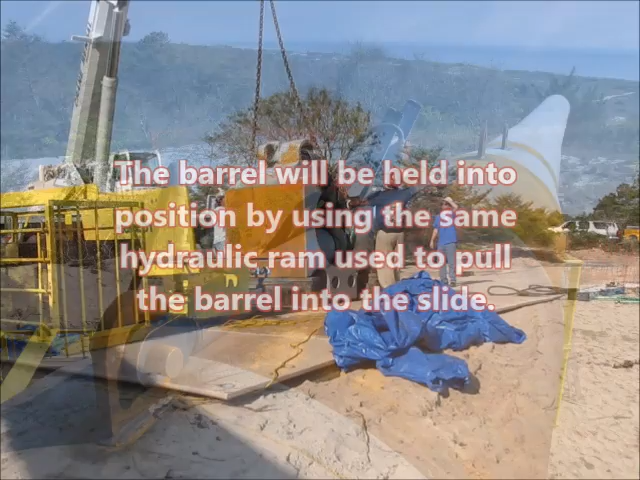 The barrel will be held into
position by using the same
hydraulic ram used to pull
the barrel into the slide.